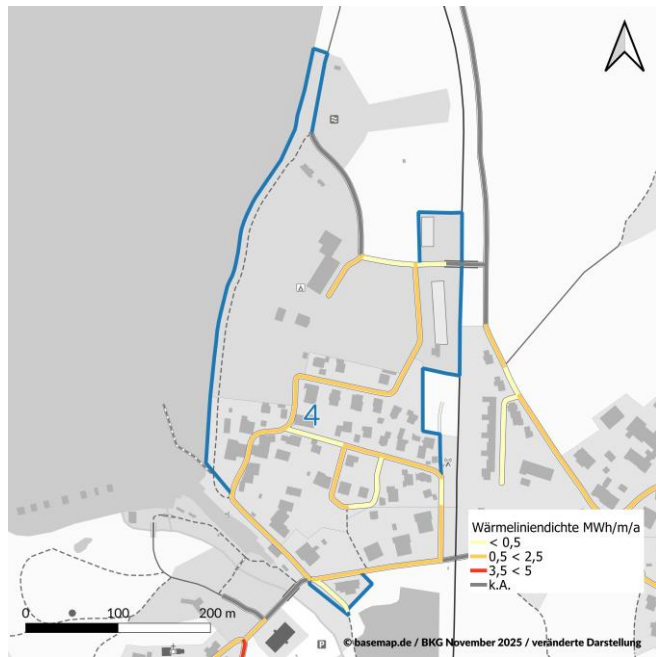 4
A
P
Wärmeliniendichte MWh/m/a
< 0,5
0,5 < 2,5
3,5 < 5
k.A.
0 100 200 m
©basemap.de / BKG November 2025 / veränderte Darstellung